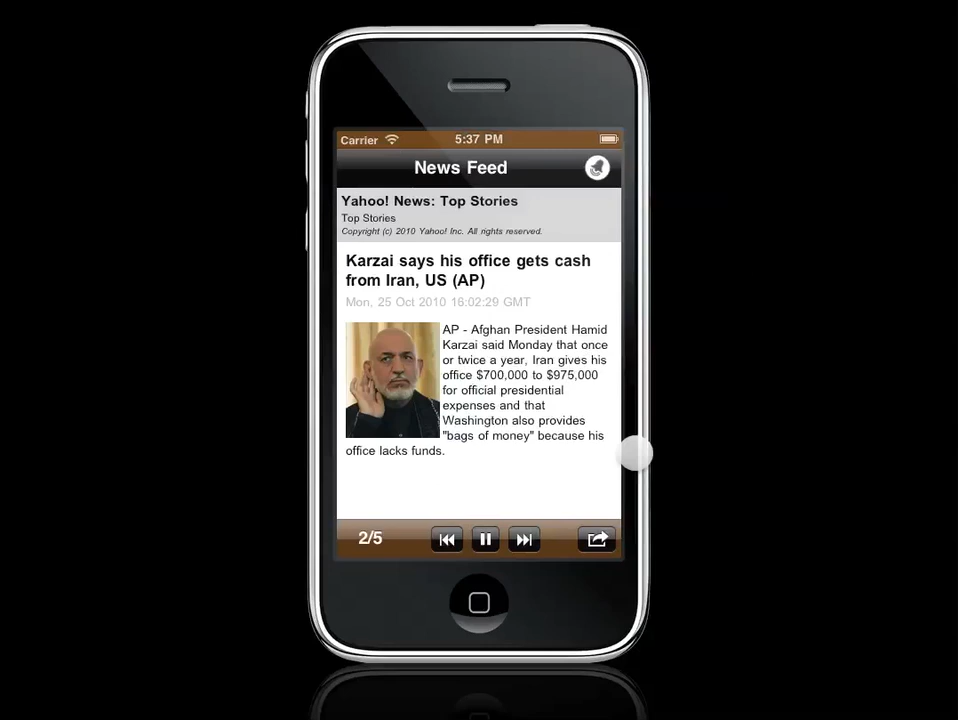 Carrier 5:37 PM
News Feed
Yahoo! News: Top Stories
Top Stories
Copyright (c) 2010 Yahoo! Inc. All rights reserved.
Karzai says his office gets cash
from Iran, US (AP)
Mon, 25 Oct 2010 16:02:29 GMT
AP - Afghan President Hamid
Karzai said Monday that once
or twice a year, Iran gives his
office $700,000 to $975,000
for official presidential
expenses and that
Washington also provides
"bags of money" because his
office lacks funds.
2/5